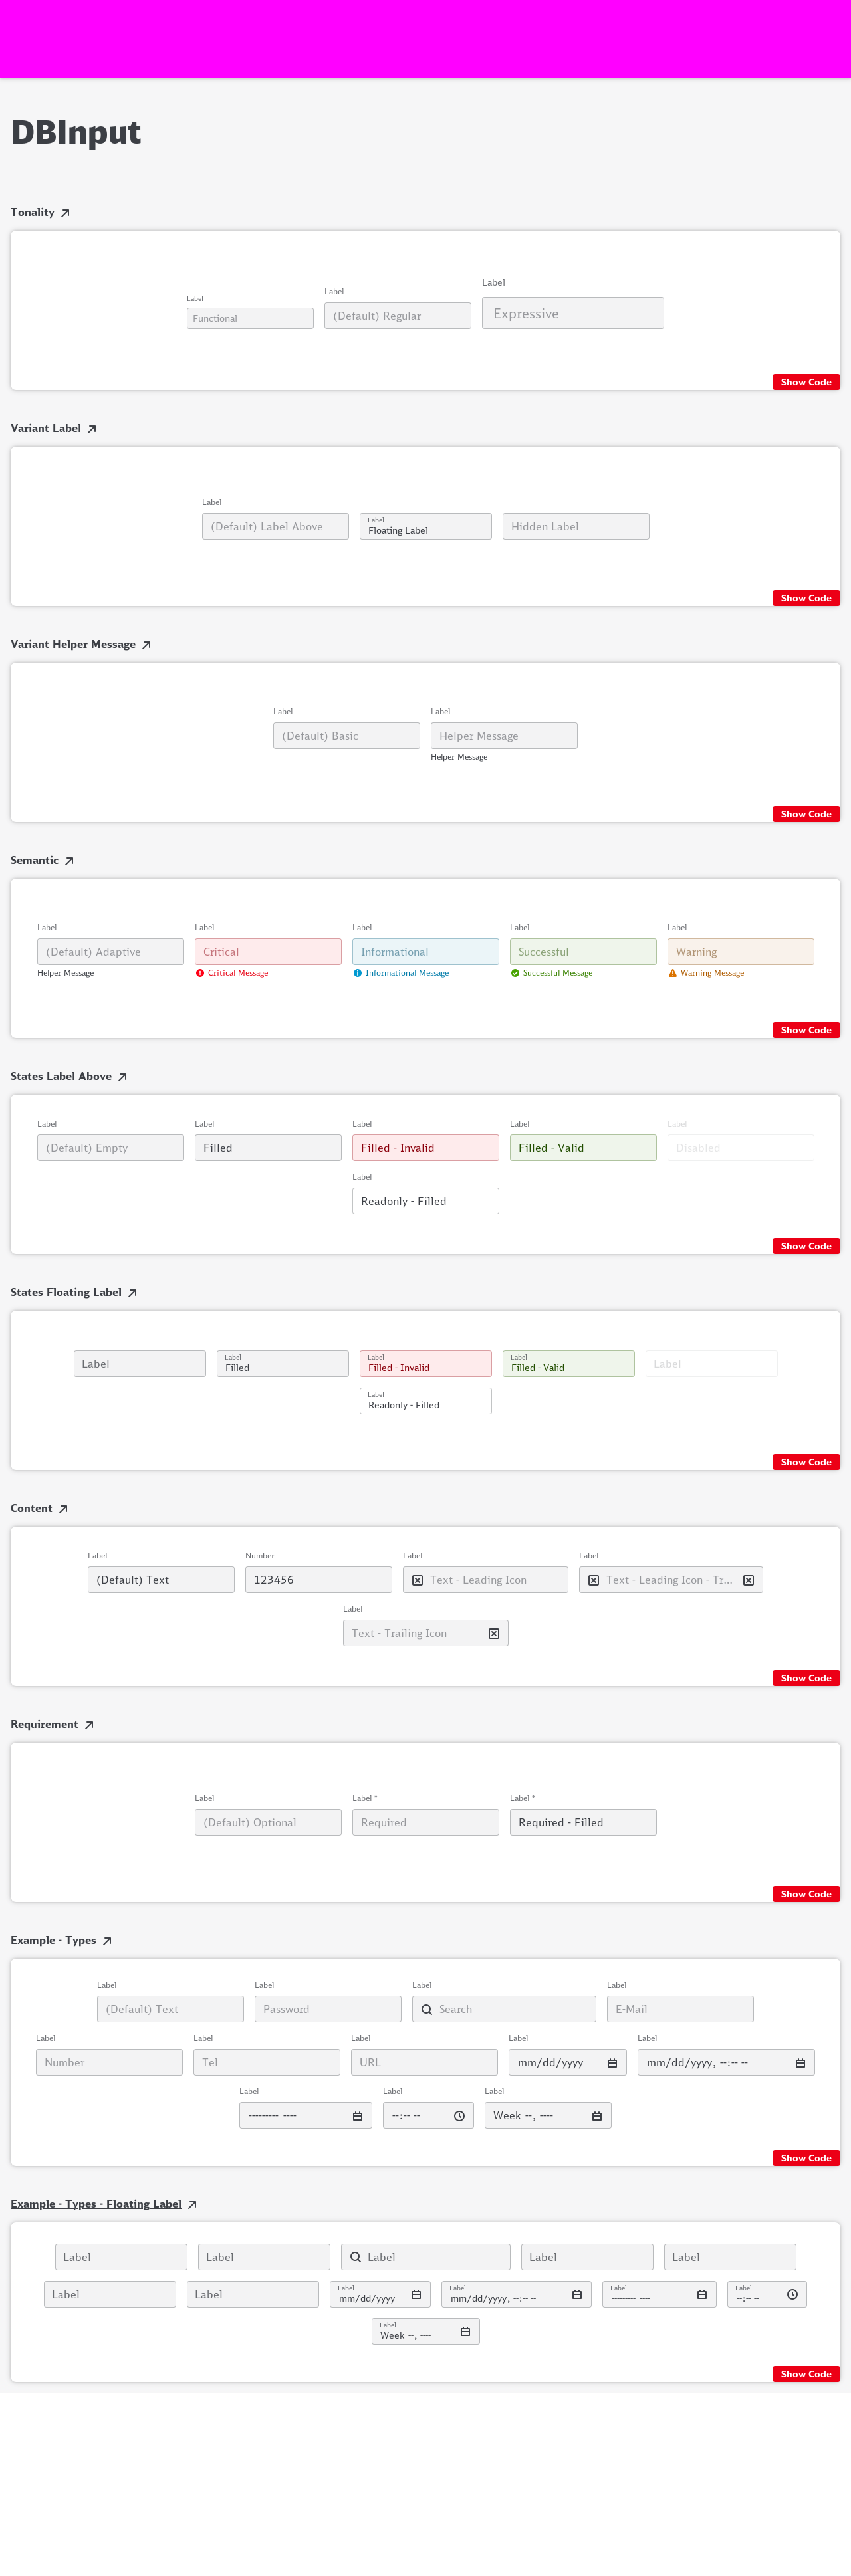 DBInput
Tonality
Label
Label
Label
Functional
(Default) Regular
Expressive
Show Code
Variant Label
Label
(Default) Label Above
Label
Floating Label
Hidden Label
Show Code
Variant Helper Message
Label Label
(Default) Basic Helper Message
Helper Message
Show Code
Semantic
Label Label Label Label Label
(Default) Adaptive Critical Informational Successful Warning
Helper Message Critical Message Informational Message Successful Message Warning Message
Show Code
States Label Above
Label Label Label Label Label
(Default) Empty Filled Filled - Invalid Filled - Valid Disabled
Label
Readonly - Filled
Show Code
States Floating Label
Label
Label
Filled
Label
Filled - Invalid
Label
Filled - Valid
Label
Label
Readonly - Filled
Show Code
Content
Label Number Label Label
(Default) Text 123456 Text - Leading Icon Text - Leading Icon - Tr...
Label
Text - Trailing Icon
Show Code
Requirement
Label Label * Label *
(Default) Optional Required Required - Filled
Show Code
Example - Types
Label Label Label Label
(Default) Text Password Search E-Mail
Label Label Label Label Label
Number Tel URL mm/dd/yyyy mm/dd/yyyy, --:-- --
Label Label Label
--------- ---- --:-- -- Week --, ----
Show Code
Example - Types - Floating Label
Label Label Label Label Label
Label Label
Label
mm/dd/yyyy
Label
mm/dd/yyyy, --:-- --
Label
--------- ----
Label
--:-- --
Label
Week --, ----
Show Code